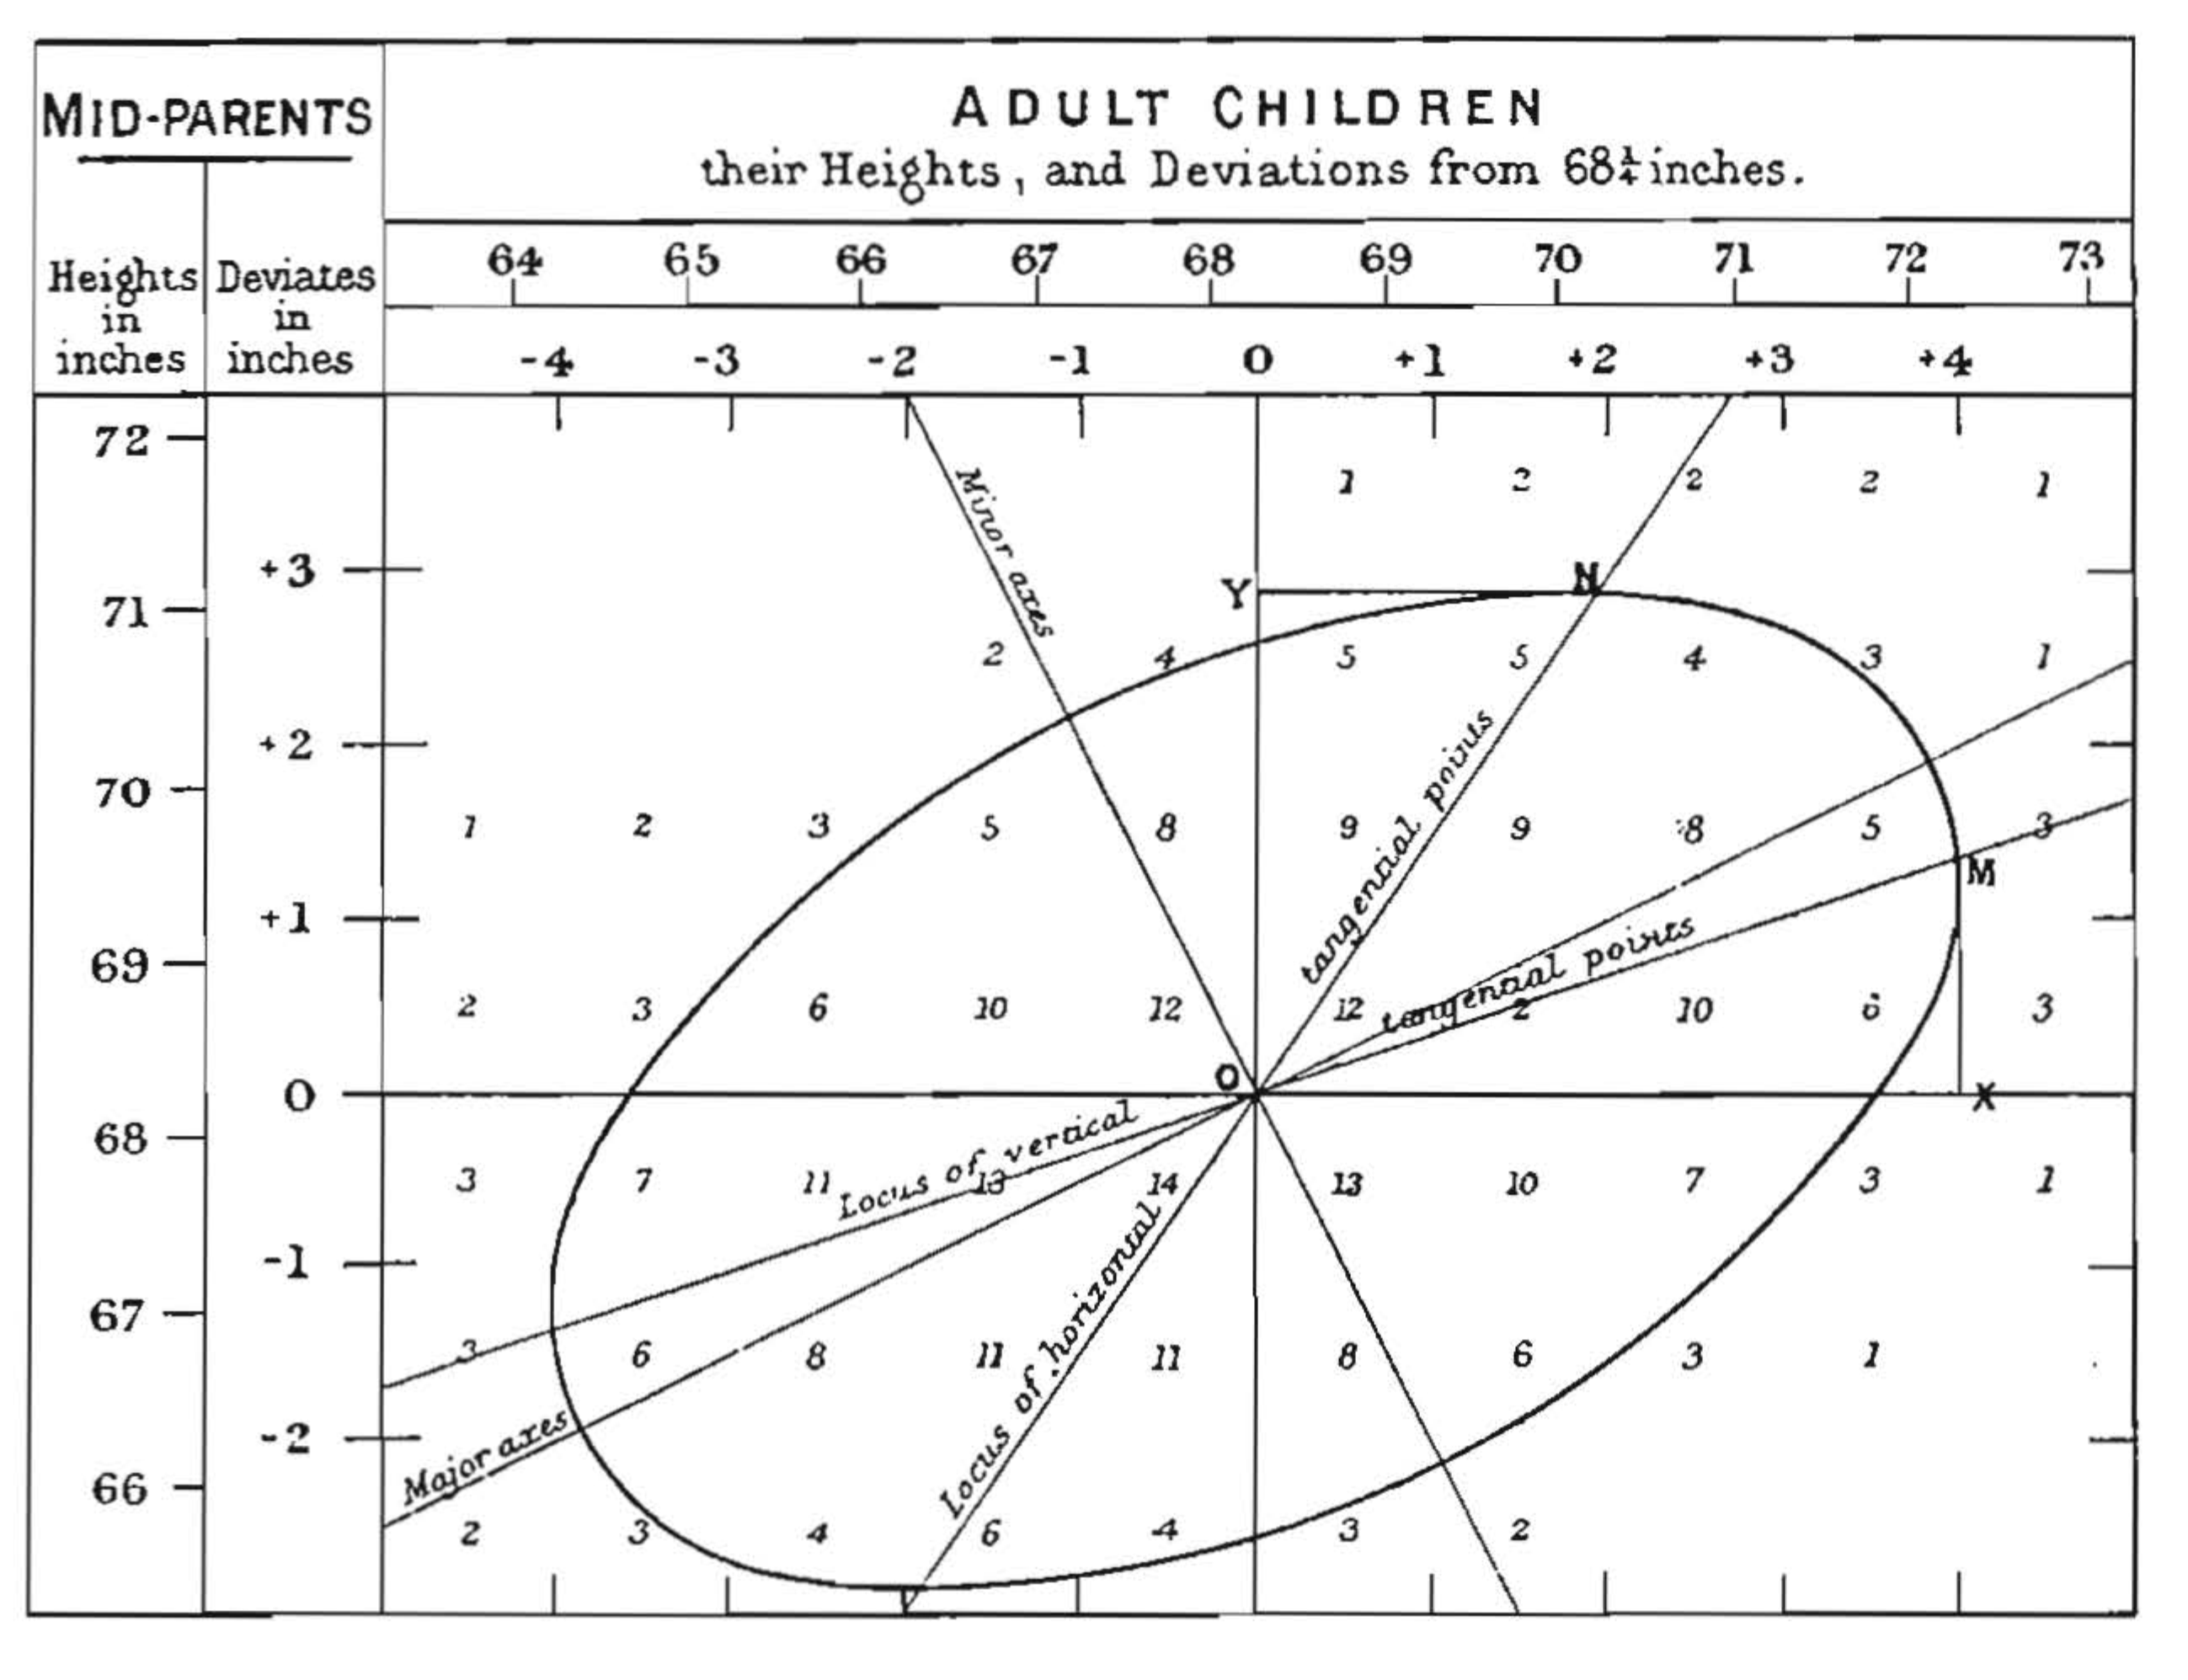 MID-PARENTS
ADULT CHILDREN
their Heights, and Deviations from 68¼ inches.
Heights in inches
Deviates in inches
64 65 66 67 68 69 70 71 72 73
-4 -3 -2 -1 0 +1 +2 +3 +4
72
1 2 2 2 1
Minor axes
+3
Y N
71
2 4 5 5 4 3 1
+2
70
1 2 3 5 8 9 9 8 5 3
tangential points
M
+1
tangential points
69
2 3 6 10 12 12 2 10 6 3
O
0
X
68
Locus of vertical
3 7 11 13 14 13 10 7 3 1
Locus of horizontal
-1
67
3 6 8 11 11 8 6 3 1
Major axes
-2
66
2 3 4 6 4 3 2